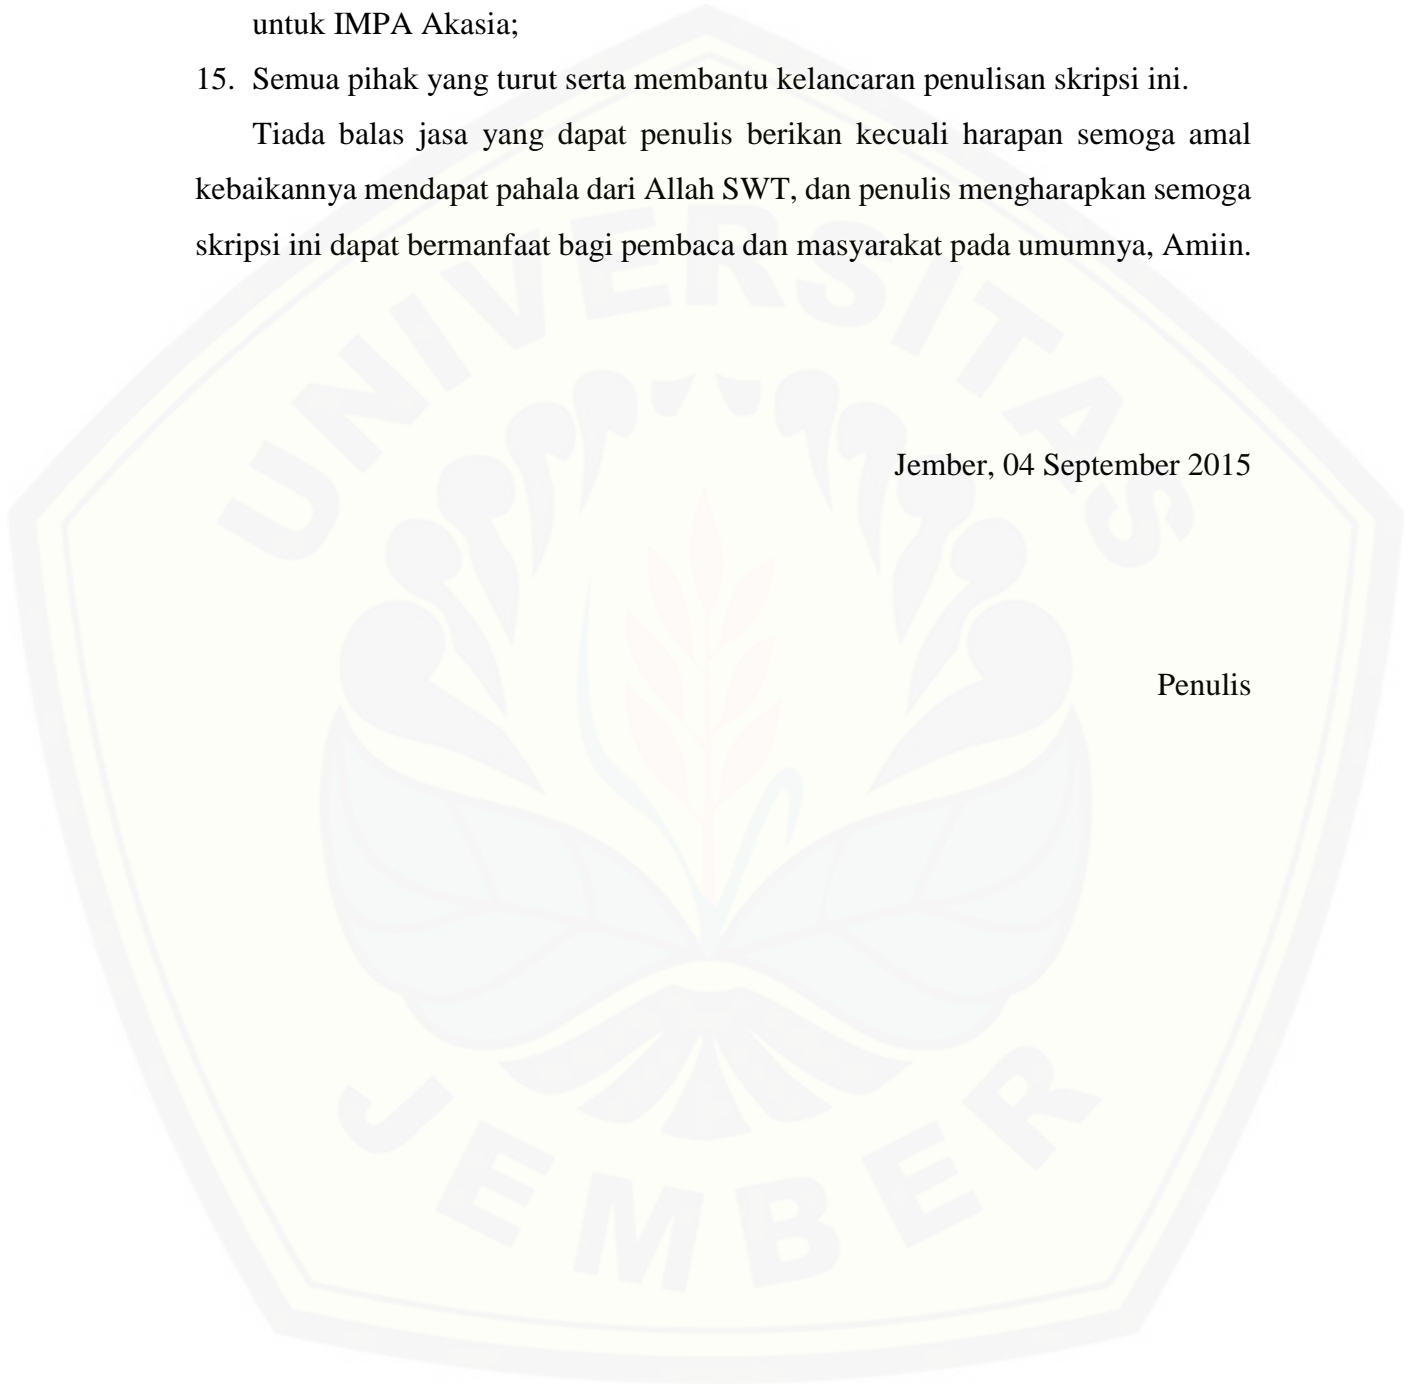 untuk IMPA Akasia;
15. Semua pihak yang turut serta membantu kelancaran penulisan skripsi ini.
Tiada balas jasa yang dapat penulis berikan kecuali harapan semoga amal
kebaikannya mendapat pahala dari Allah SWT, dan penulis mengharapkan semoga
skripsi ini dapat bermanfaat bagi pembaca dan masyarakat pada umumnya, Amiin.
UNIVERSITAS
Jember, 04 September 2015
Penulis
JEMBER